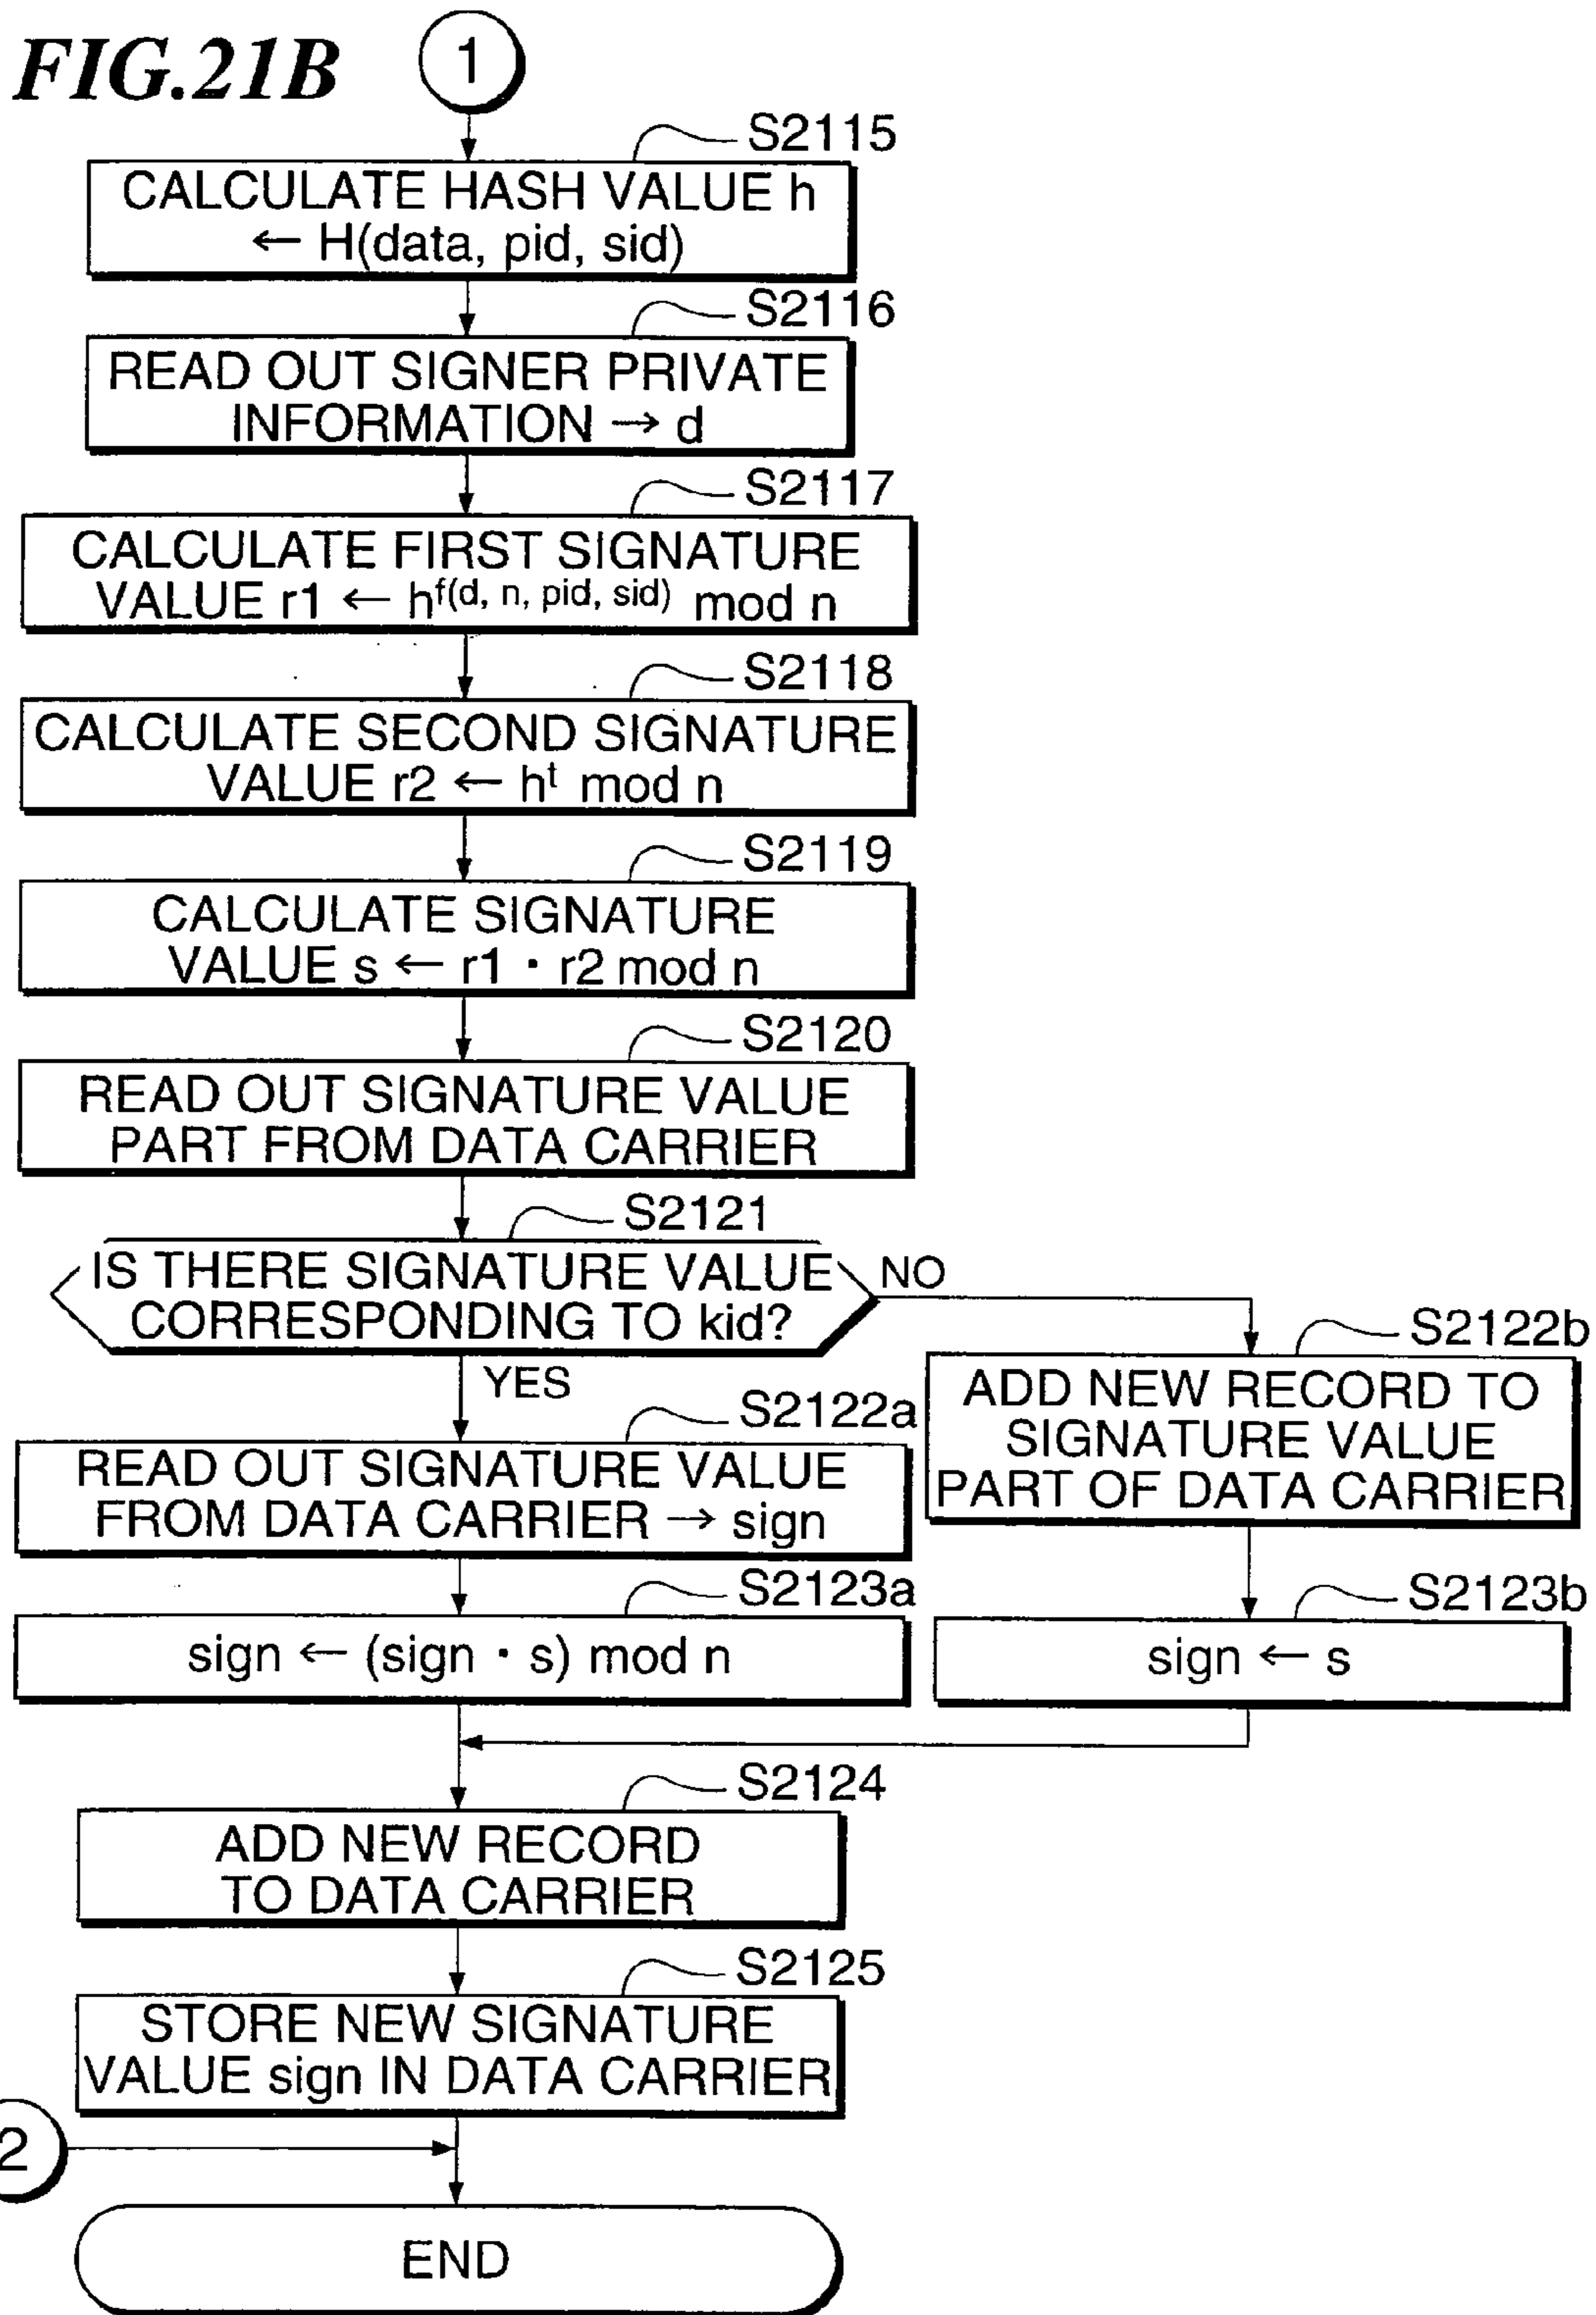 FIG.21B
1
S2115
CALCULATE HASH VALUE h
← H(data, pid, sid)
S2116
READ OUT SIGNER PRIVATE
INFORMATION → d
S2117
CALCULATE FIRST SIGNATURE
VALUE r1 ← h^f(d, n, pid, sid) mod n
S2118
CALCULATE SECOND SIGNATURE
VALUE r2 ← h^t mod n
S2119
CALCULATE SIGNATURE
VALUE s ← r1 · r2 mod n
S2120
READ OUT SIGNATURE VALUE
PART FROM DATA CARRIER
S2121
IS THERE SIGNATURE VALUE
CORRESPONDING TO kid?
NO
YES
S2122b
ADD NEW RECORD TO
SIGNATURE VALUE
PART OF DATA CARRIER
S2122a
READ OUT SIGNATURE VALUE
FROM DATA CARRIER → sign
S2123a
sign ← (sign · s) mod n
S2123b
sign ← s
S2124
ADD NEW RECORD
TO DATA CARRIER
S2125
STORE NEW SIGNATURE
VALUE sign IN DATA CARRIER
2
END